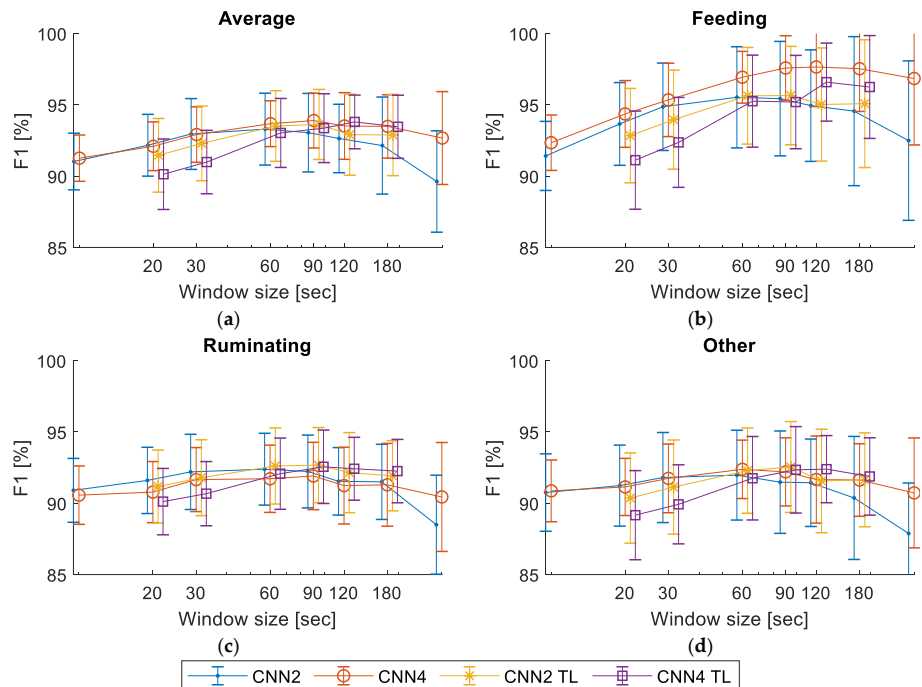 Average
Feeding
100
95
90
85
F1 [%]
20 30 60 90 120 180
Window size [sec]
(a)
100
95
90
85
F1 [%]
20 30 60 90 120 180
Window size [sec]
(b)
Ruminating
Other
100
95
90
85
F1 [%]
20 30 60 90 120 180
Window size [sec]
(c)
100
95
90
85
F1 [%]
20 30 60 90 120 180
Window size [sec]
(d)
CNN2 CNN4 CNN2 TL CNN4 TL